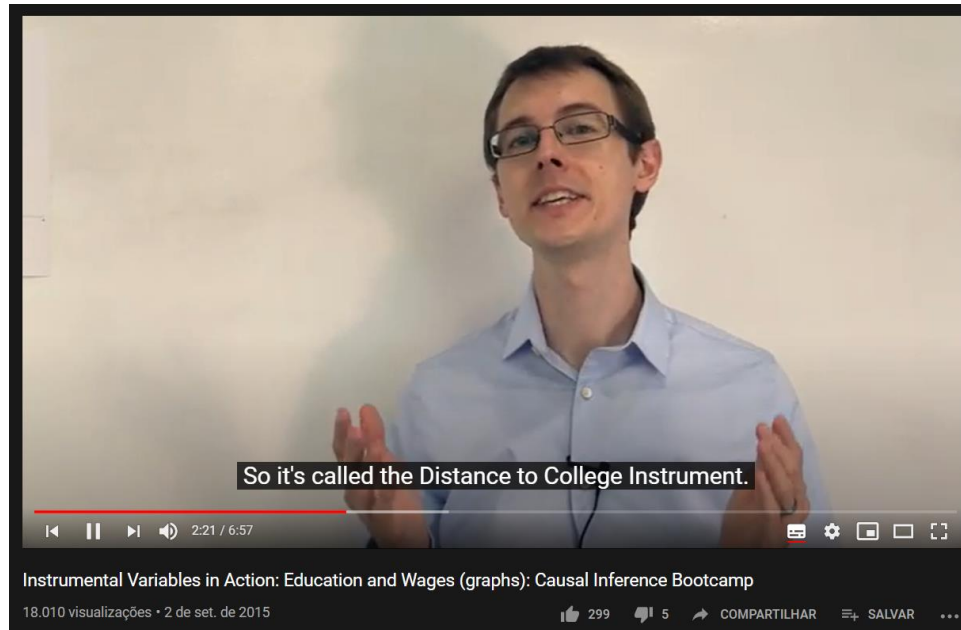 So it's called the Distance to College Instrument.
2:21 / 6:57
Instrumental Variables in Action: Education and Wages (graphs): Causal Inference Bootcamp
18.010 visualizações • 2 de set. de 2015 299 5 COMPARTILHAR SALVAR